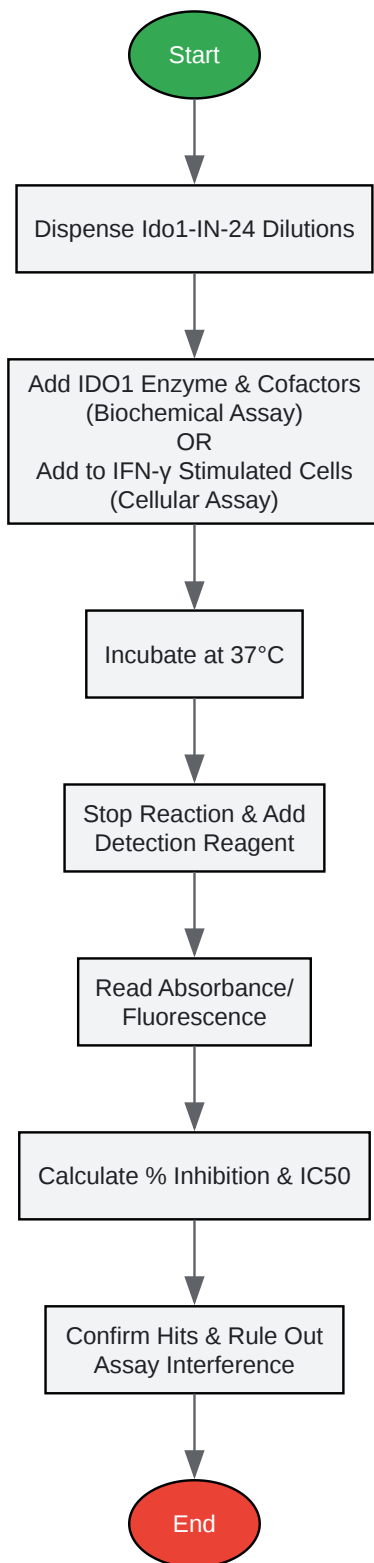 Start
Dispense Ido1-IN-24 Dilutions
Add IDO1 Enzyme & Cofactors
(Biochemical Assay)
OR
Add to IFN-γ Stimulated Cells
(Cellular Assay)
Incubate at 37°C
Stop Reaction & Add
Detection Reagent
Read Absorbance/
Fluorescence
Calculate % Inhibition & IC50
Confirm Hits & Rule Out
Assay Interference
End